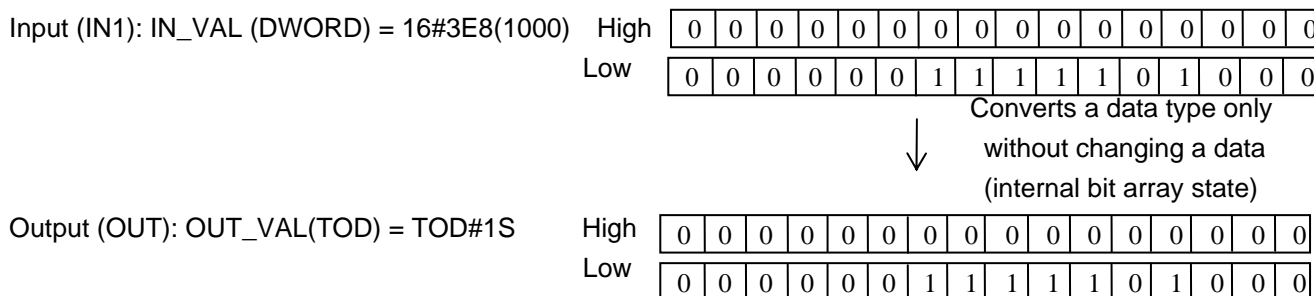 Input (IN1): IN_VAL (DWORD) = 16#3E8(1000) High 0 0 0 0 0 0 0 0 0 0 0 0 0 0 0 0
Low 0 0 0 0 0 0 1 1 1 1 1 0 1 0 0 0
Converts a data type only
without changing a data
(internal bit array state)
Output (OUT): OUT_VAL(TOD) = TOD#1S High 0 0 0 0 0 0 0 0 0 0 0 0 0 0 0 0
Low 0 0 0 0 0 0 1 1 1 1 1 0 1 0 0 0